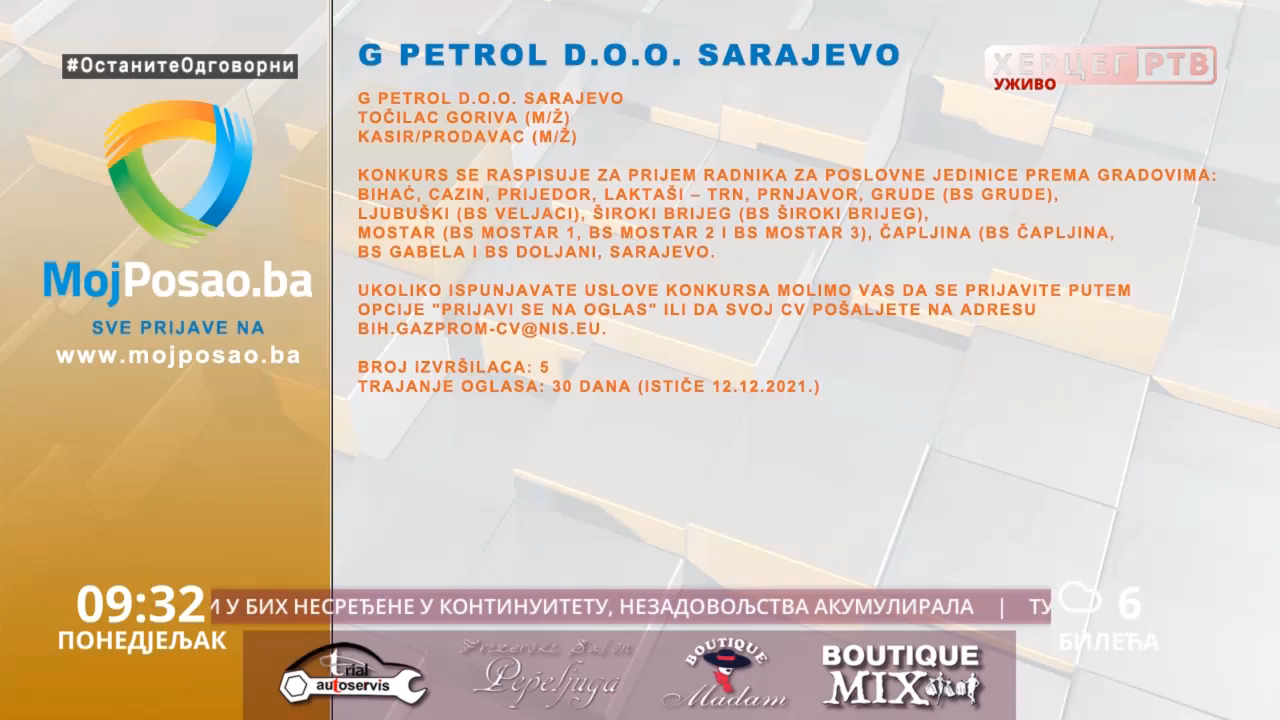 #ОстанитеОдговорни
MojPosao.ba
SVE PRIJAVE NA
www.mojposao.ba
G PETROL D.O.O. SARAJEVO
G PETROL D.O.O. SARAJEVO
TOČILAC GORIVA (M/Ž)
KASIR/PRODAVAC (M/Ž)
KONKURS SE RASPISUJE ZA PRIJEM RADNIKA ZA POSLOVNE JEDINICE PREMA GRADOVIMA:
BIHAĆ, CAZIN, PRIJEDOR, LAKTAŠI – TRN, PRNJAVOR, GRUDE (BS GRUDE),
LJUBUŠKI (BS VELJACI), ŠIROKI BRIJEG (BS ŠIROKI BRIJEG),
MOSTAR (BS MOSTAR 1, BS MOSTAR 2 I BS MOSTAR 3), ČAPLJINA (BS ČAPLJINA,
BS GABELA I BS DOLJANI, SARAJEVO.
UKOLIKO ISPUNJAVATE USLOVE KONKURSA MOLIMO VAS DA SE PRIJAVITE PUTEM
OPCIJE "PRIJAVI SE NA OGLAS" ILI DA SVOJ CV POŠALJETE NA ADRESU
BIH.GAZPROM-CV@NIS.EU.
BROJ IZVRŠILACA: 5
TRAJANJE OGLASA: 30 DANA (ISTIČE 12.12.2021.)
ХЕРЦЕГ РТВ
УЖИВО
09:32
ПОНЕДЈЕЉАК
И У БИХ НЕСРЕЂЕНЕ У КОНТИНУИТЕТУ, НЕЗАДОВОЉСТВА АКУМУЛИРАЛА | ТУ
6
БИЛЕЋА
trial autoservis
Frizerski Salon
Pepeljuga
BOUTIQUE
Madam
BOUTIQUE
MIX